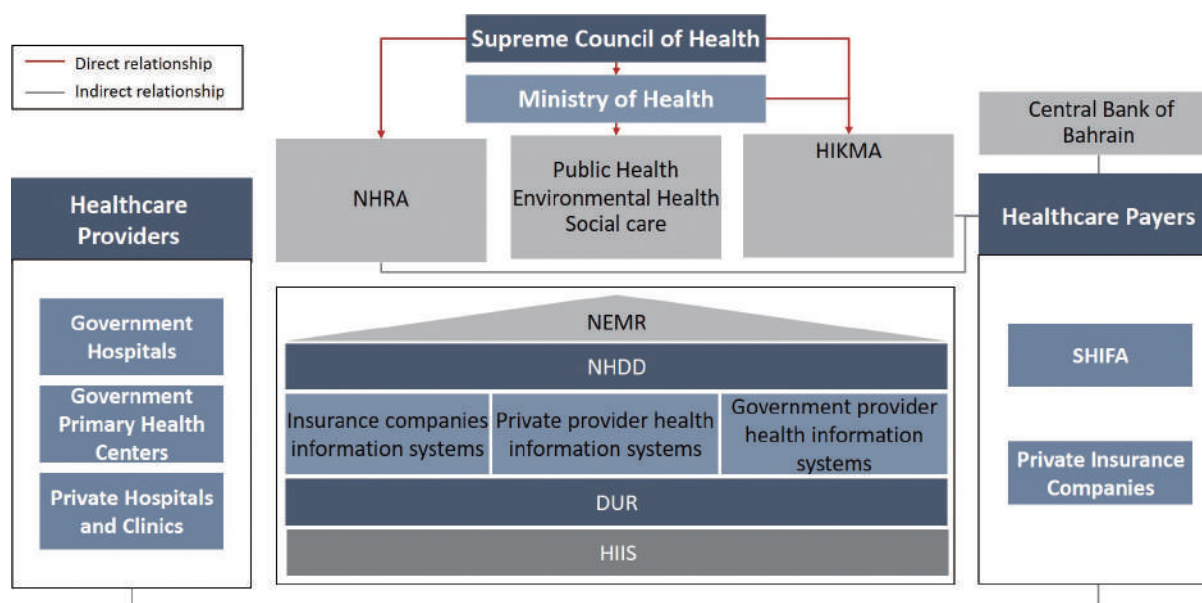 Supreme Council of Health
Direct relationship
Indirect relationship
Ministry of Health
Central Bank of
Bahrain
NHRA
Public Health
Environmental Health
Social care
HIKMA
Healthcare
Providers
Healthcare Payers
Government
Hospitals
Government
Primary Health
Centers
Private Hospitals
and Clinics
NEMR
NHDD
Insurance companies
information systems
Private provider health
information systems
Government provider
health information
systems
DUR
HIIS
SHIFA
Private Insurance
Companies